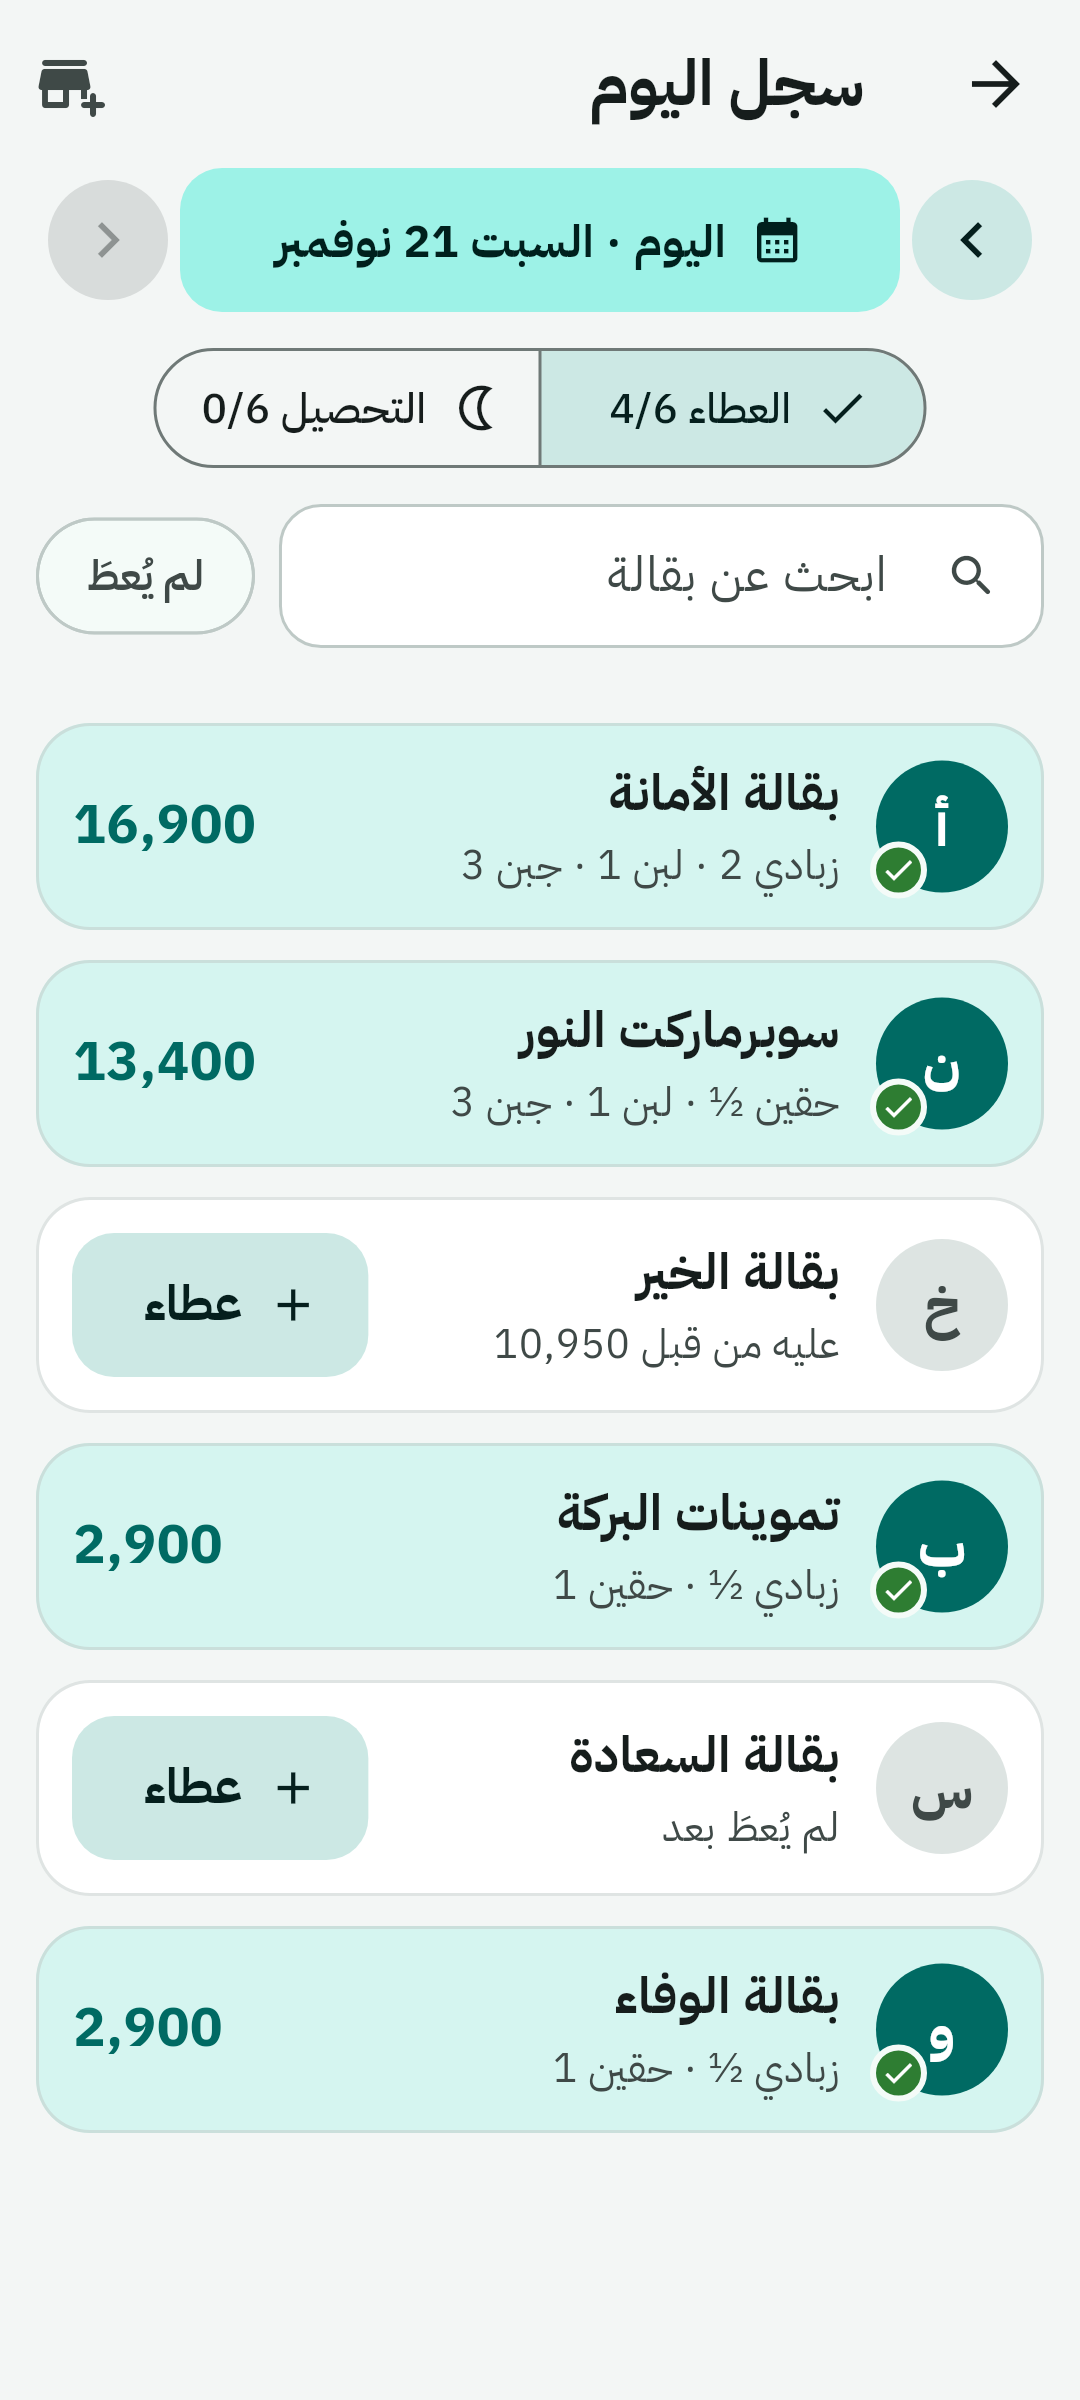 سجل اليوم
اليوم · السبت 21 نوفمبر
العطاء 4/6
التحصيل 0/6
ابحث عن بقالة
لم يُعطَ
أ
بقالة الأمانة
زبادي 2 · لبن 1 · جبن 3
16,900
ن
سوبرماركت النور
حقين ½ · لبن 1 · جبن 3
13,400
خ
بقالة الخير
عليه من قبل 10,950
+ عطاء
ب
تموينات البركة
زبادي ½ · حقين 1
2,900
س
بقالة السعادة
لم يُعطَ بعد
+ عطاء
و
بقالة الوفاء
زبادي ½ · حقين 1
2,900